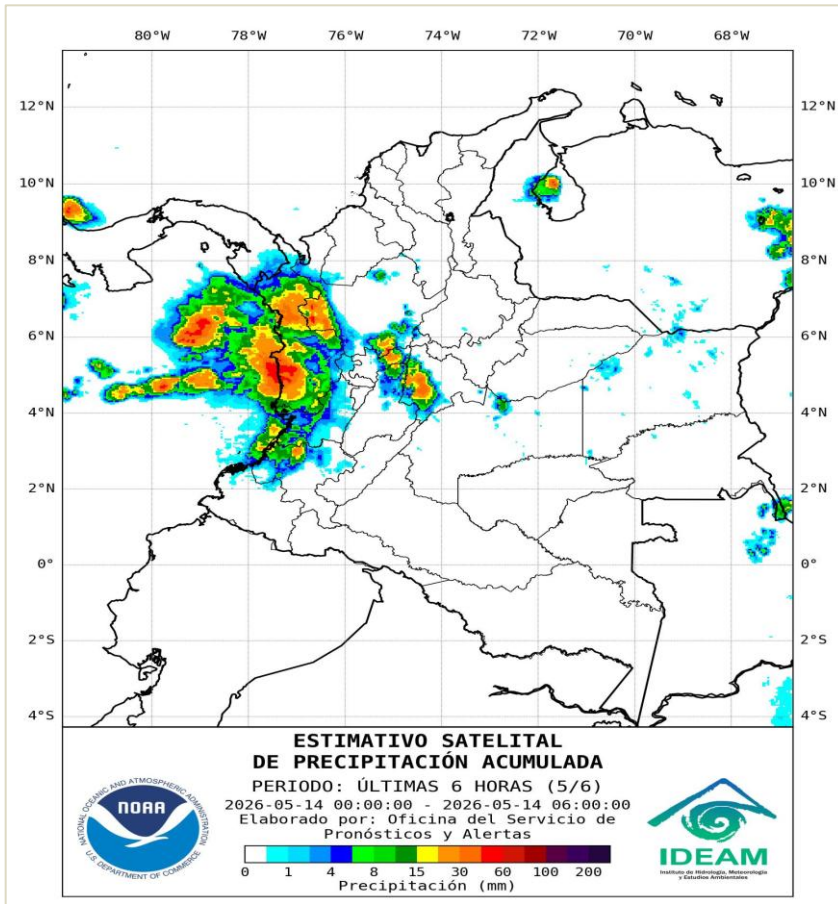 80°W 78°W 76°W 74°W 72°W 70°W 68°W
12°N 12°N
10°N 10°N
8°N 8°N
6°N 6°N
4°N 4°N
2°N 2°N
0° 0°
2°S 2°S
4°S 4°S
ESTIMATIVO SATELITAL
DE PRECIPITACIÓN ACUMULADA
PERIODO: ÚLTIMAS 6 HORAS (5/6)
2026-05-14 00:00:00 - 2026-05-14 06:00:00
Elaborado por: Oficina del Servicio de
Pronósticos y Alertas
0 1 4 8 15 30 60 100 200
Precipitación (mm)
NATIONAL OCEANIC AND ATMOSPHERIC ADMINISTRATION
NOAA
U.S. DEPARTMENT OF COMMERCE
IDEAM
Instituto de Hidrología, Meteorología
y Estudios Ambientales